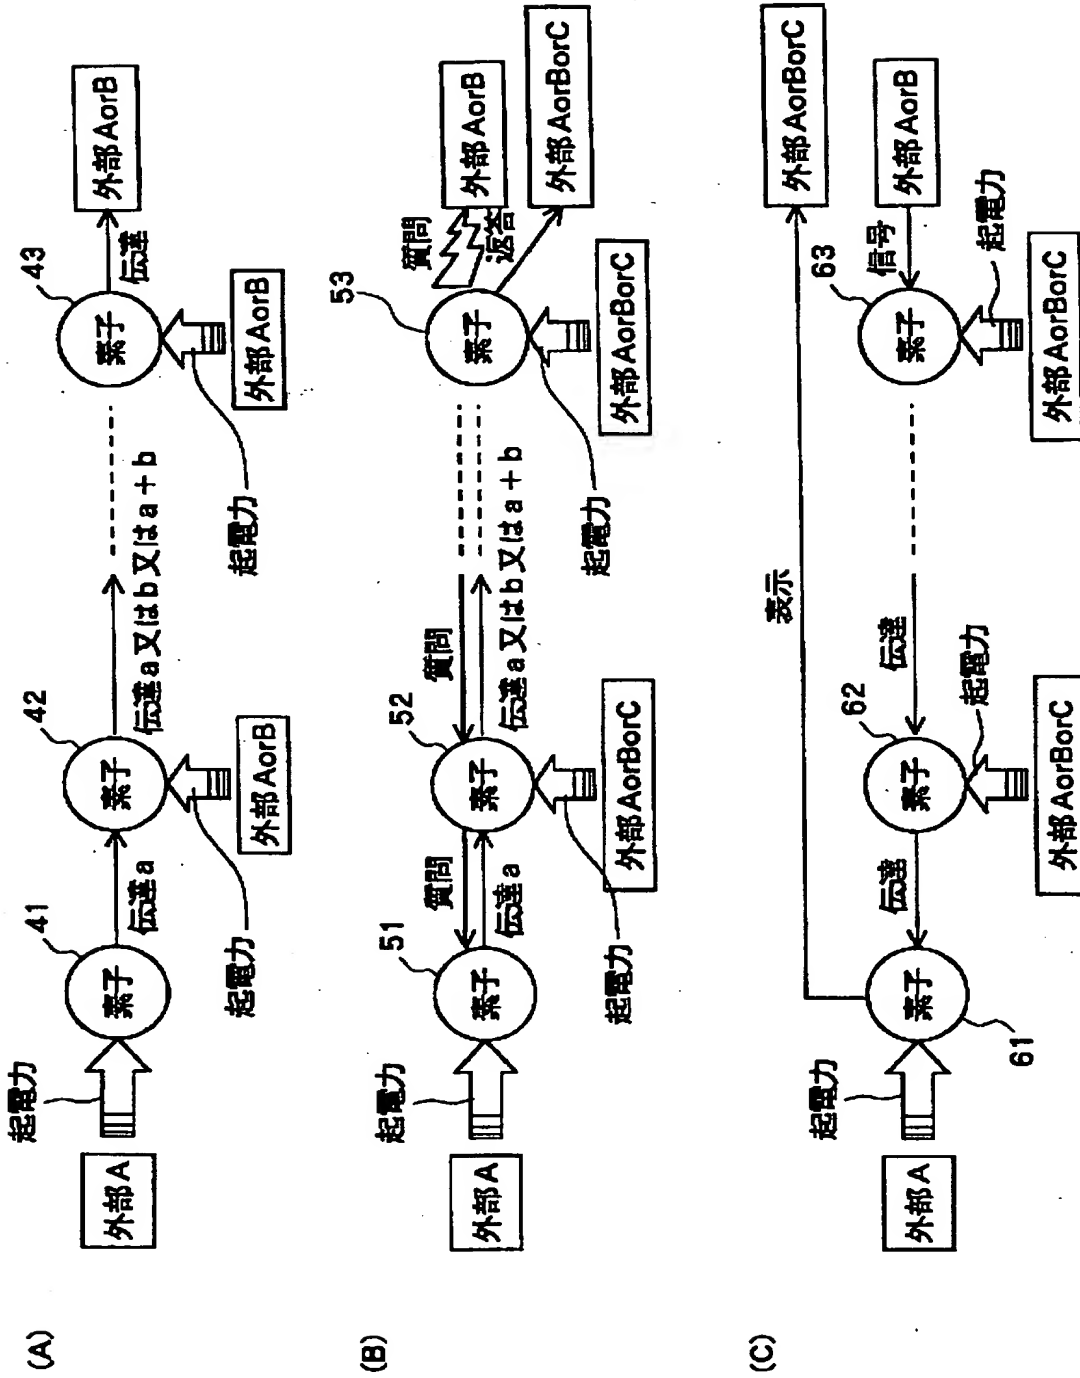 (A)
外部A
起電力
41
素子
伝達a
42
素子
伝達a又はb又はa+b
外部AorB
起電力
43
素子
伝達
外部AorB
外部AorB
起電力
(B)
外部A
起電力
51
素子
質問
伝達a
52
素子
質問
伝達a又はb又はa+b
外部AorBorC
起電力
53
素子
質問
返答
外部AorB
外部AorBorC
外部AorBorC
起電力
(C)
外部A
起電力
61
素子
表示
外部AorBorC
伝達
62
素子
伝達
外部AorBorC
起電力
63
素子
信号
外部AorB
外部AorBorC
起電力